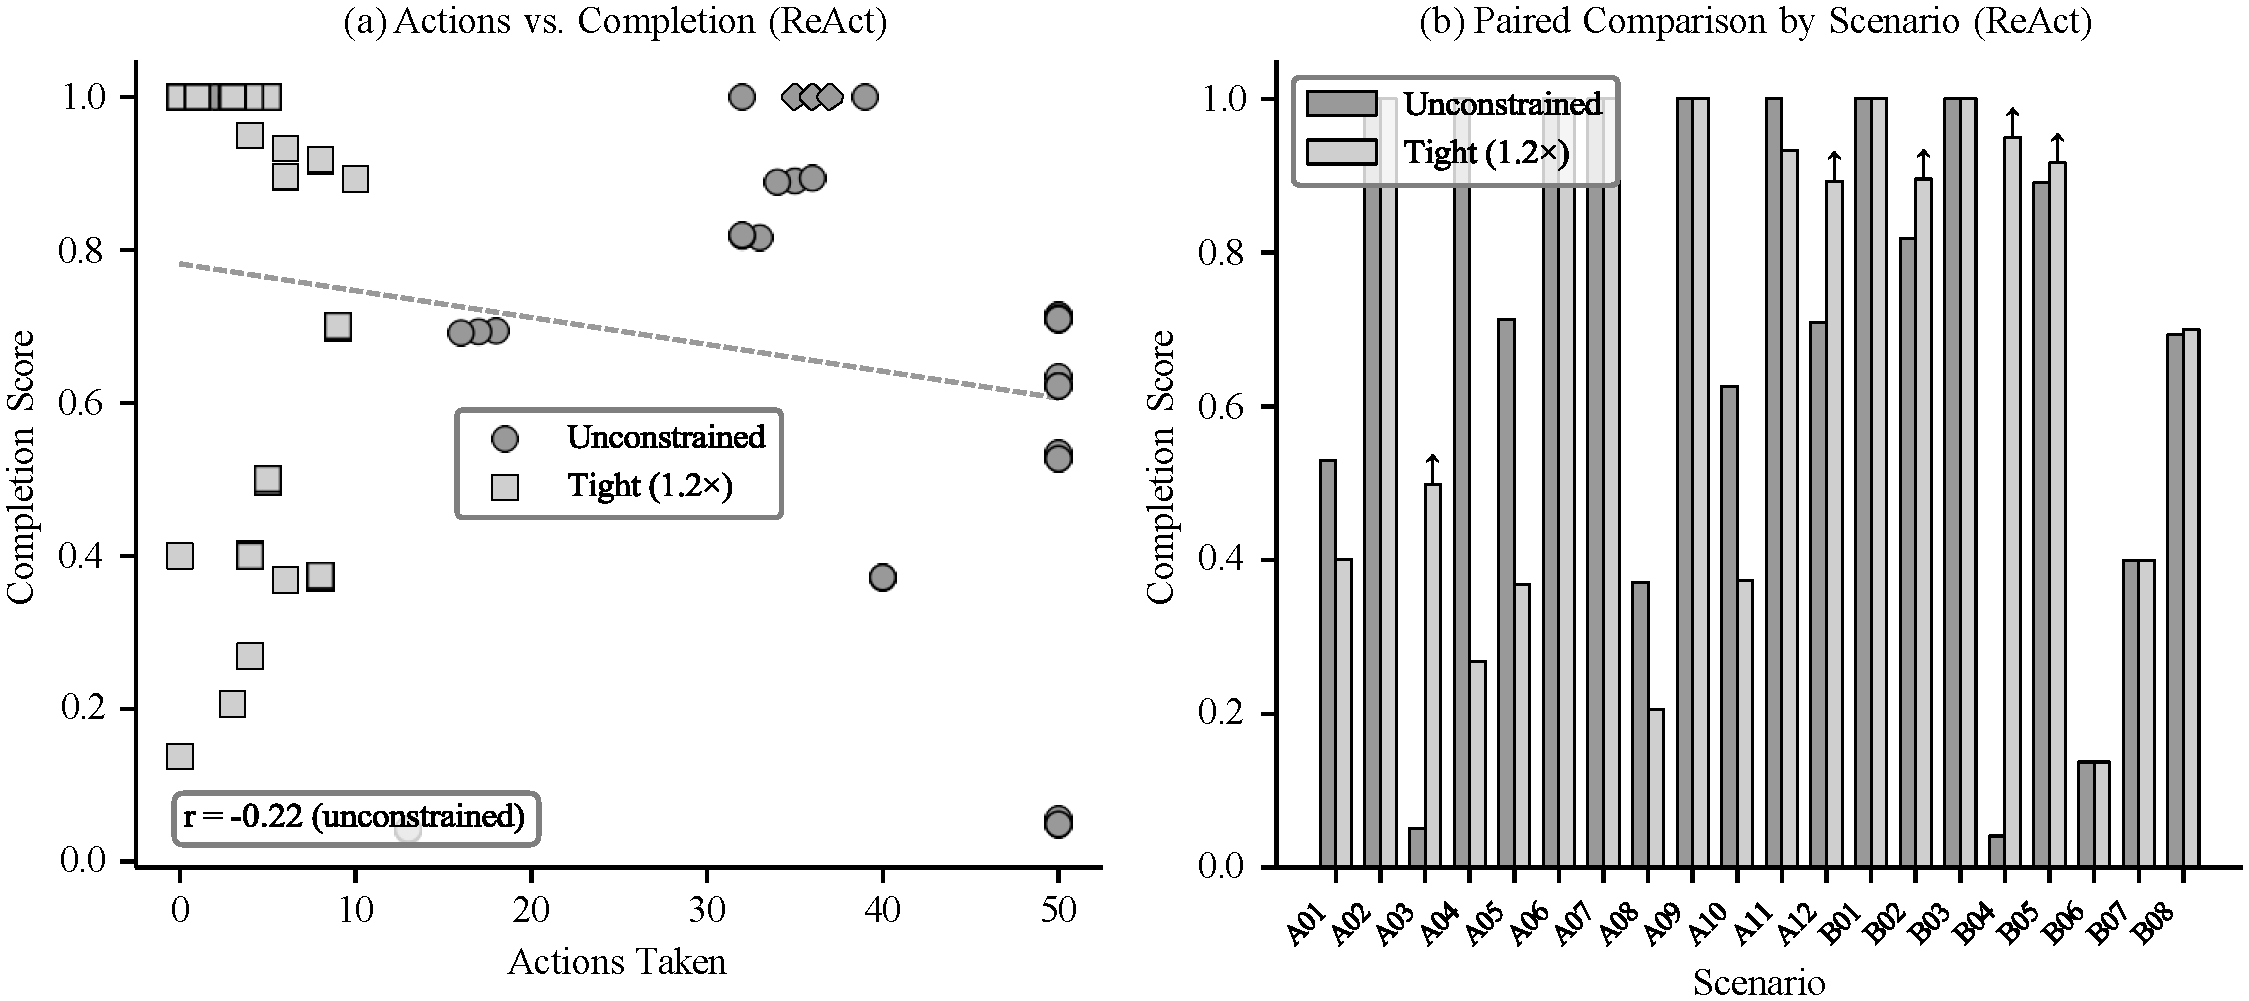 (a) Actions vs. Completion (ReAct)
Completion Score
1.0
0.8
0.6
0.4
0.2
0.0
Unconstrained
Tight (1.2×)
r = -0.22 (unconstrained)
0 10 20 30 40 50
Actions Taken
(b) Paired Comparison by Scenario (ReAct)
Completion Score
1.0
0.8
0.6
0.4
0.2
0.0
Unconstrained
Tight (1.2×)
A01 A02 A03 A04 A05 A06 A07 A08 A09 A10 A11 A12 B01 B02 B03 B04 B05 B06 B07 B08
Scenario